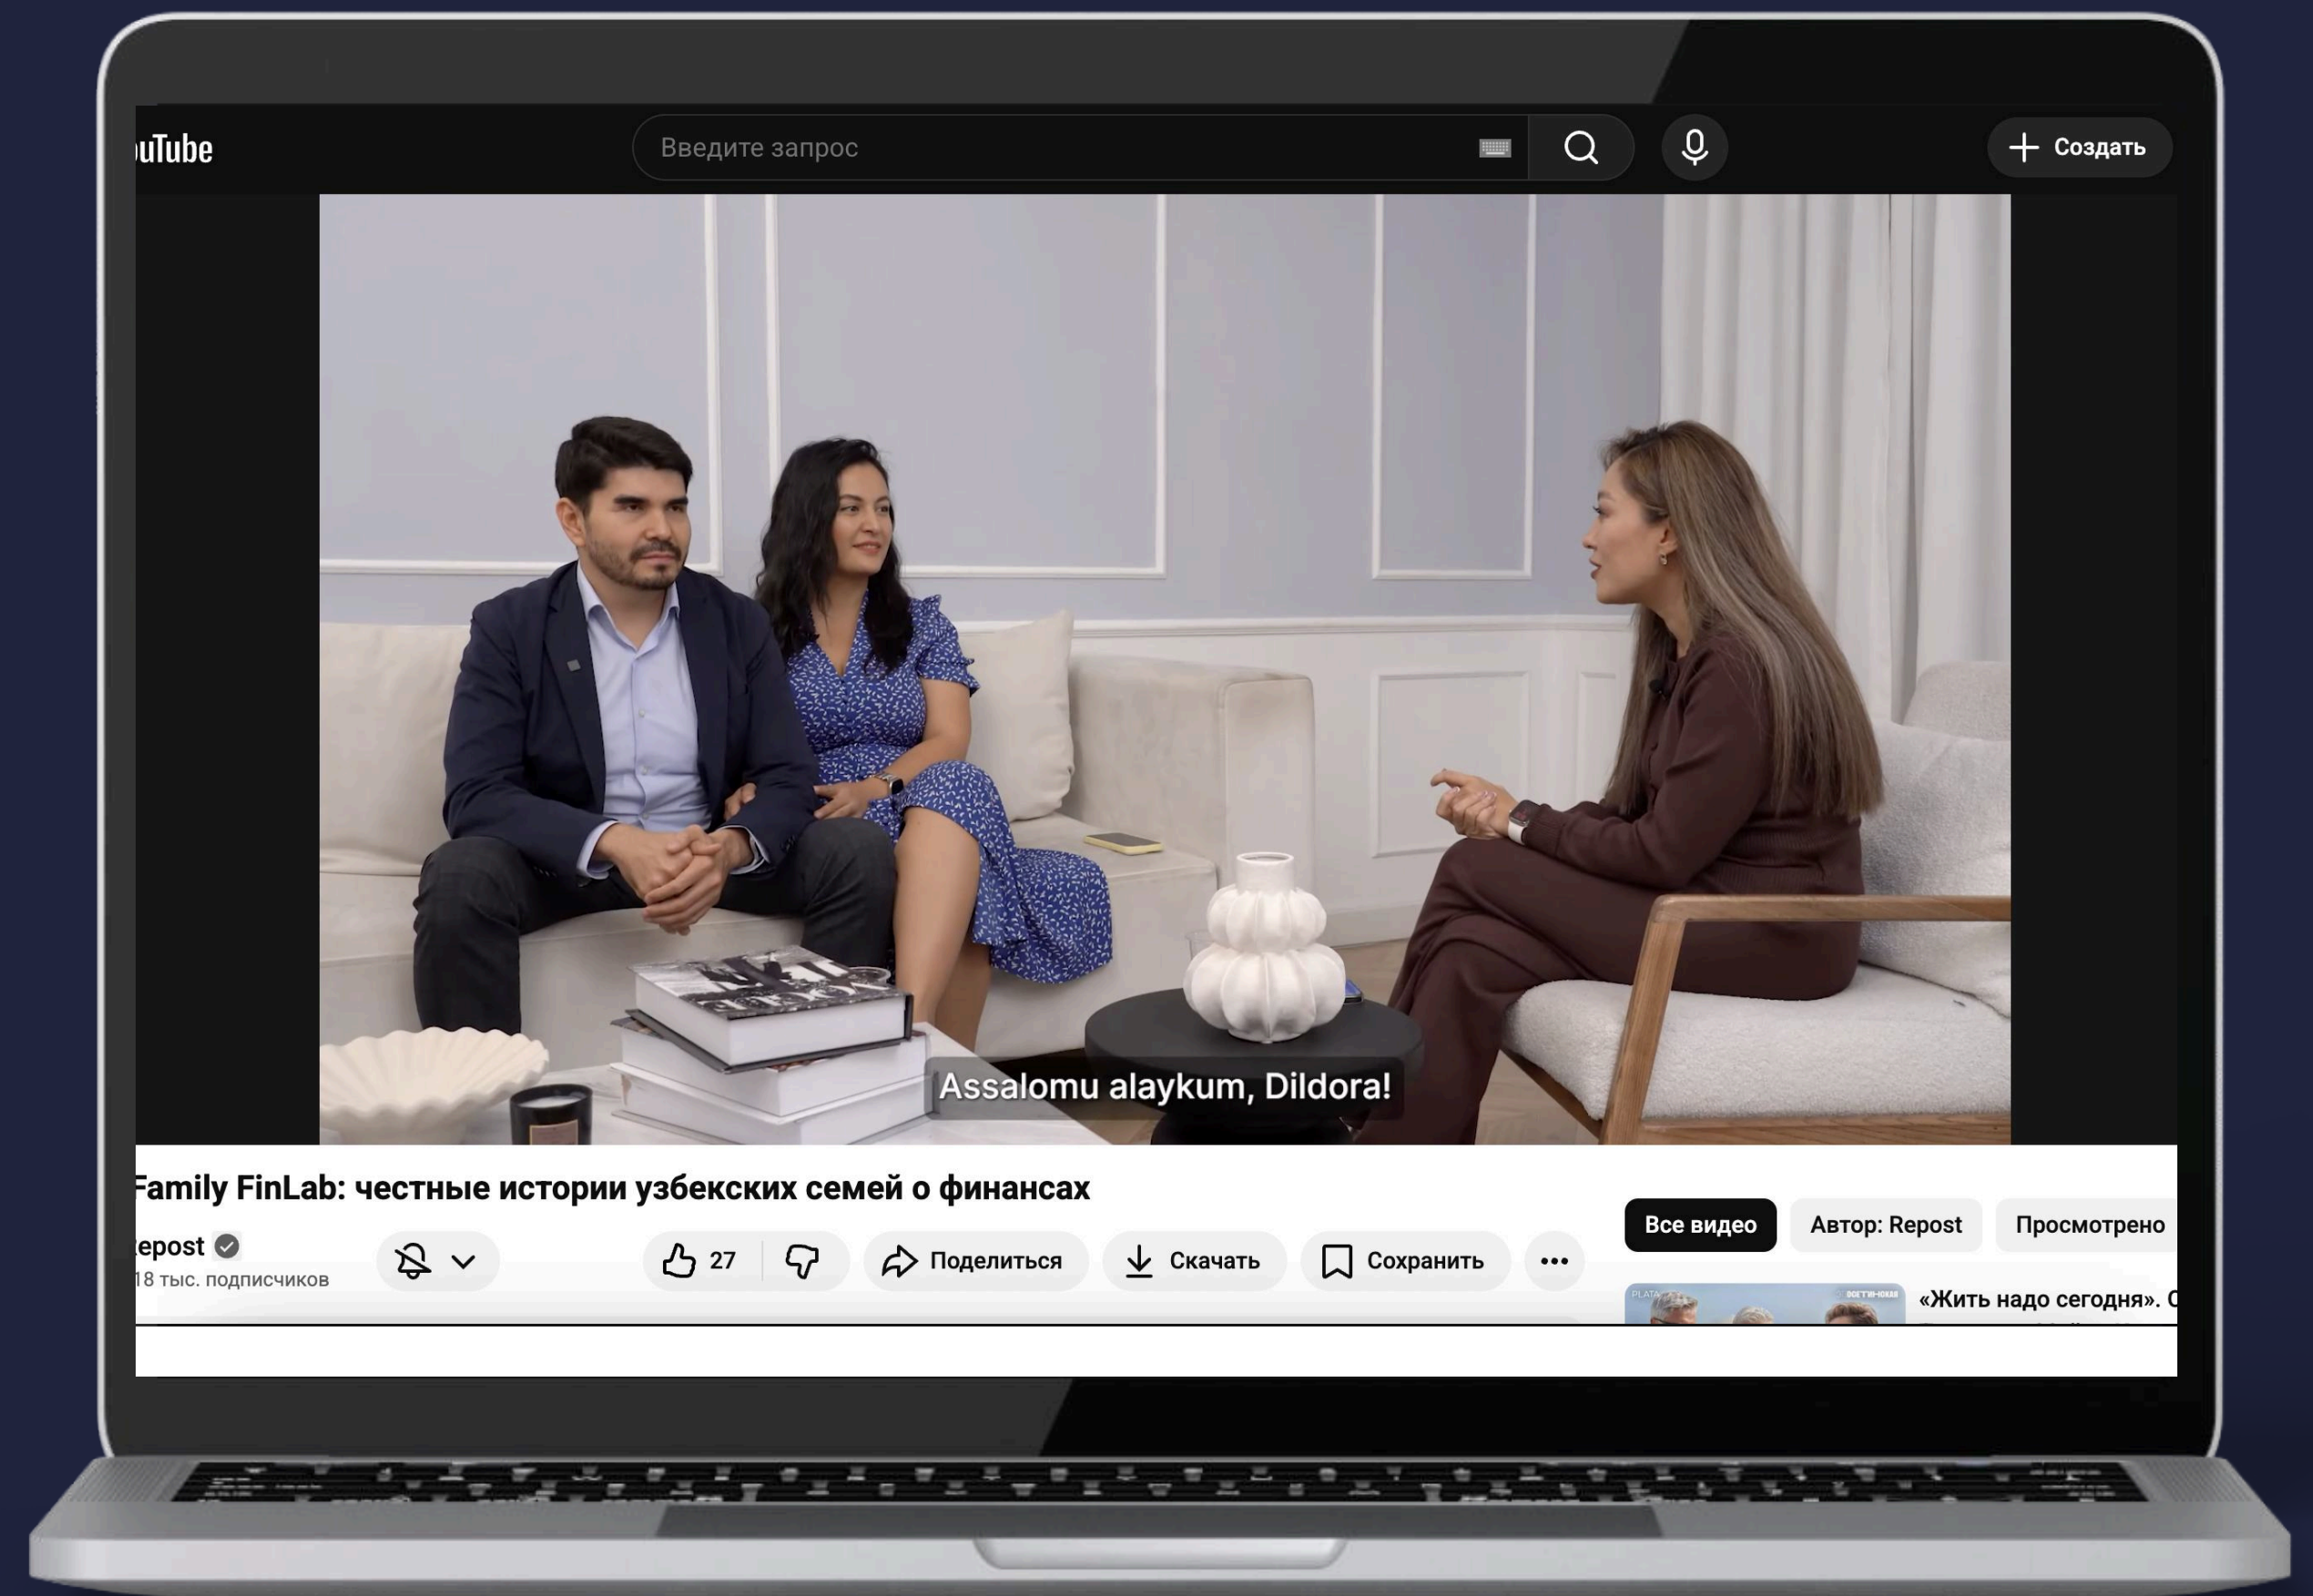 uTube
Введите запрос
Создать
Assalomu alaykum, Dildora!
Family FinLab: честные истории узбекских семей о финансах
epost
18 тыс. подписчиков
27
Поделиться
Скачать
Сохранить
Все видео
Автор: Repost
Просмотрено
PLATA
«Жить надо сегодня». С